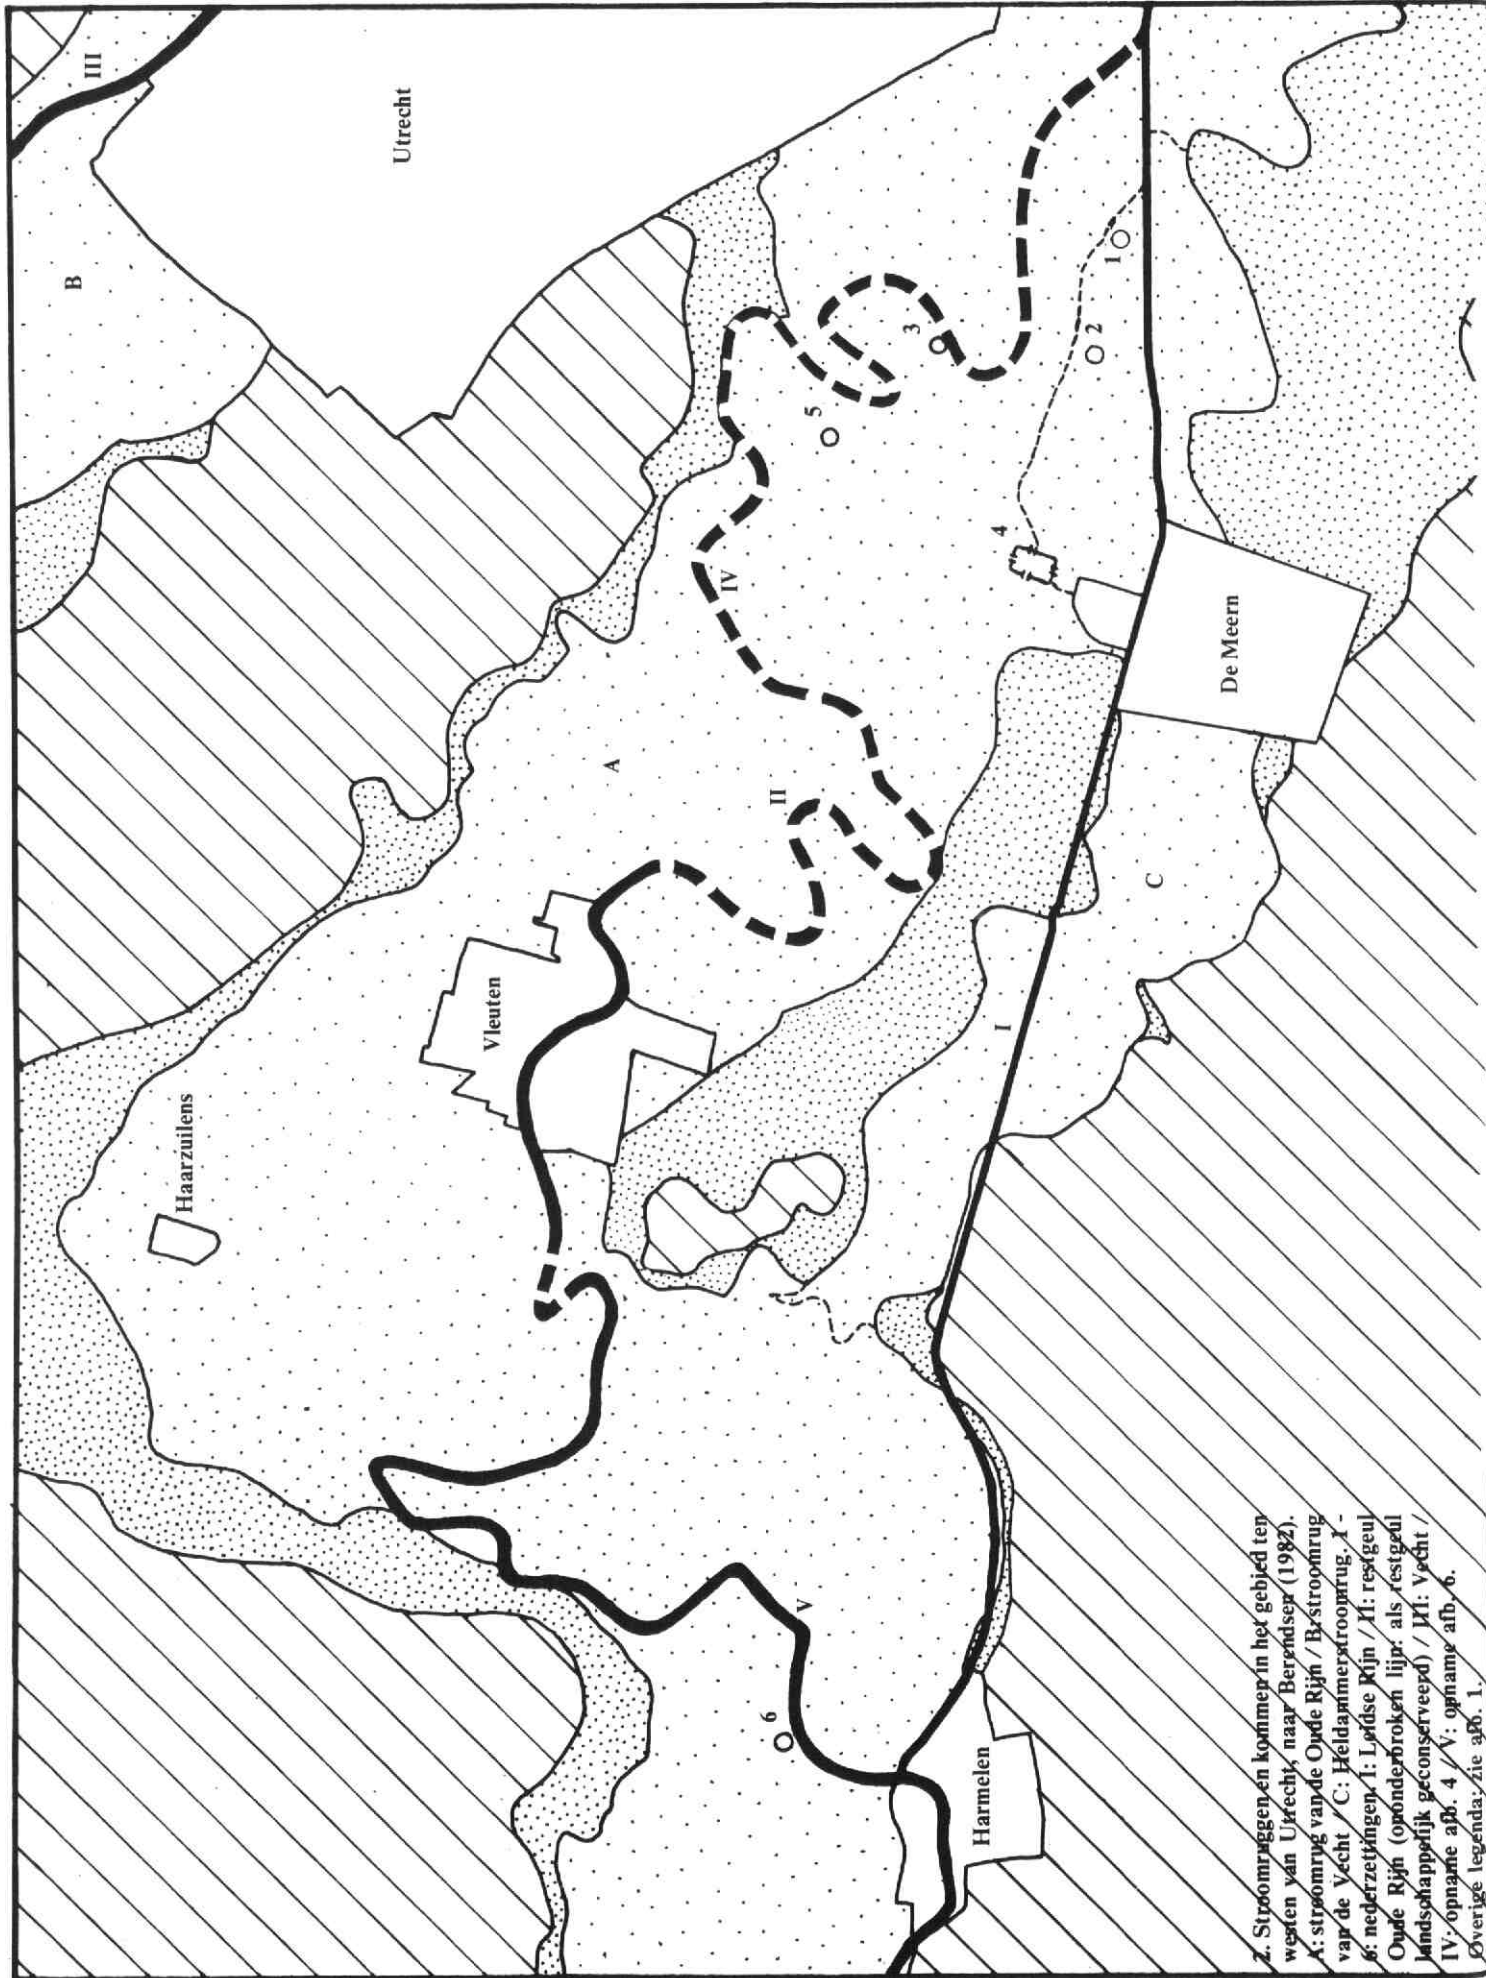 III
B
Utrecht
3
1
2
5
4
IV
A
II
De Meern
C
Vleuten
I
Haarzuilens
V
6
Harmelen
2. Stroomruggen en kommen in het gebied ten
westen van Utrecht, naar Berendsen (1982).
A: stroomrug van de Oude Rijn / B: stroomrug
van de Vecht / C: Heldammerstroomrug. 1 -
6: nederzettingen. I: Leidse Rijn / II: restgeul
Oude Rijn (ononderbroken lijn: als restgeul
landschappelijk geconserveerd) / III: Vecht /
IV: opname afb. 4 / V: opname afb. 6.
Overige legenda: zie afb. 1.